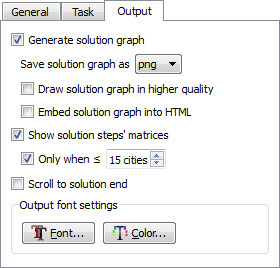 General Task Output
Generate solution graph
Save solution graph as png
Draw solution graph in higher quality
Embed solution graph into HTML
Show solution steps' matrices
Only when ≤ 15 cities
Scroll to solution end
Output font settings
Font... Color...